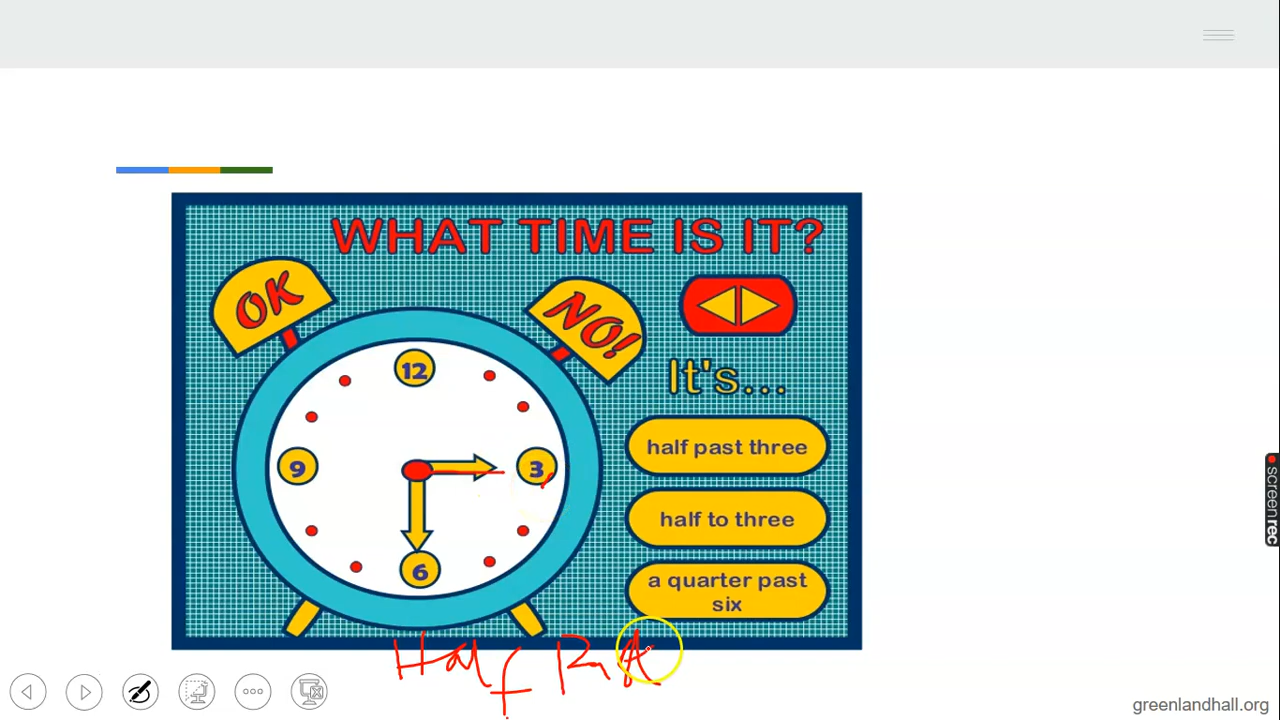 WHAT TIME IS IT?
OK
NO!
It's...
12
9
3
6
half past three
half to three
a quarter past
six
Half Past
SCREENREC
greenlandhall.org